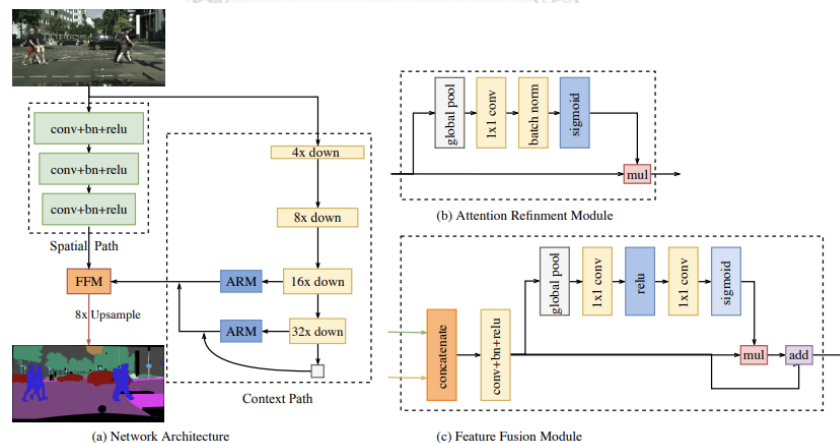 conv+bn+relu
conv+bn+relu
conv+bn+relu
Spatial Path
FFM
8x Upsample
4x down
8x down
ARM
16x down
ARM
32x down
Context Path
(a) Network Architecture
global pool
1x1 conv
batch norm
sigmoid
mul
(b) Attention Refinment Module
concatenate
conv+bn+relu
global pool
1x1 conv
relu
1x1 conv
sigmoid
mul
add
(c) Feature Fusion Module